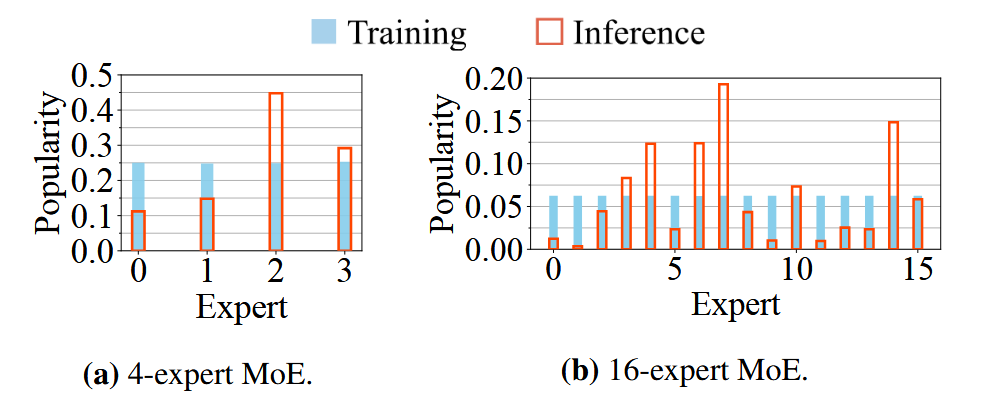 Training Inference
0.5
0.4
0.3
0.2
0.1
0.0
Popularity
0 1 2 3
Expert
(a) 4-expert MoE.
0.20
0.15
0.10
0.05
0.00
Popularity
0 5 10 15
Expert
(b) 16-expert MoE.